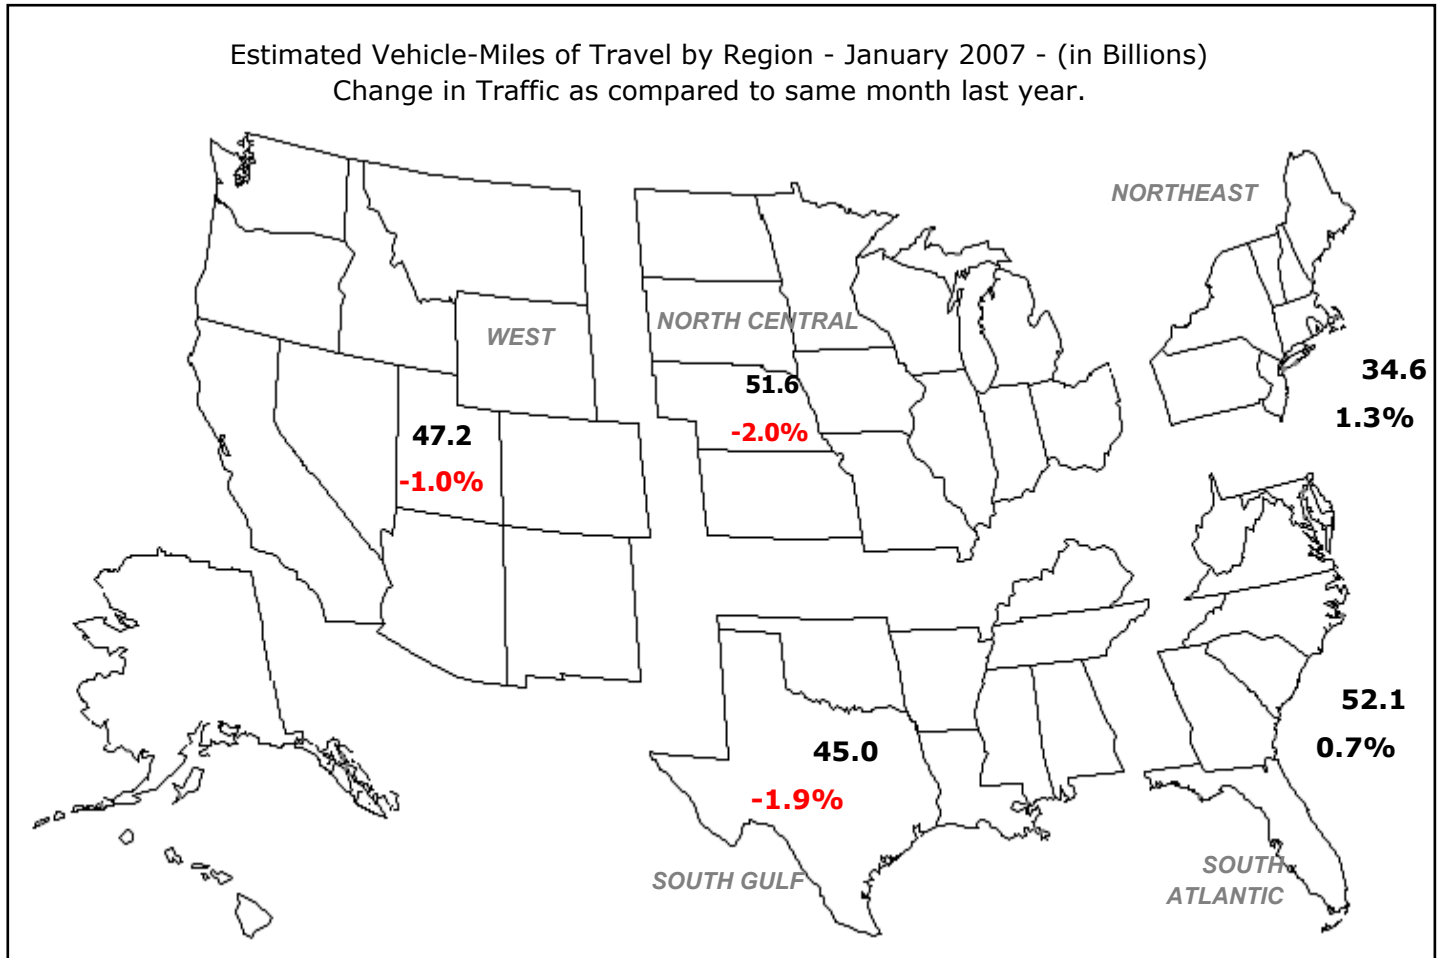 Estimated Vehicle-Miles of Travel by Region - January 2007 - (in Billions)
Change in Traffic as compared to same month last year.
NORTHEAST
WEST
NORTH CENTRAL
34.6
1.3%
51.6
-2.0%
47.2
-1.0%
52.1
0.7%
45.0
-1.9%
SOUTH GULF
SOUTH
ATLANTIC